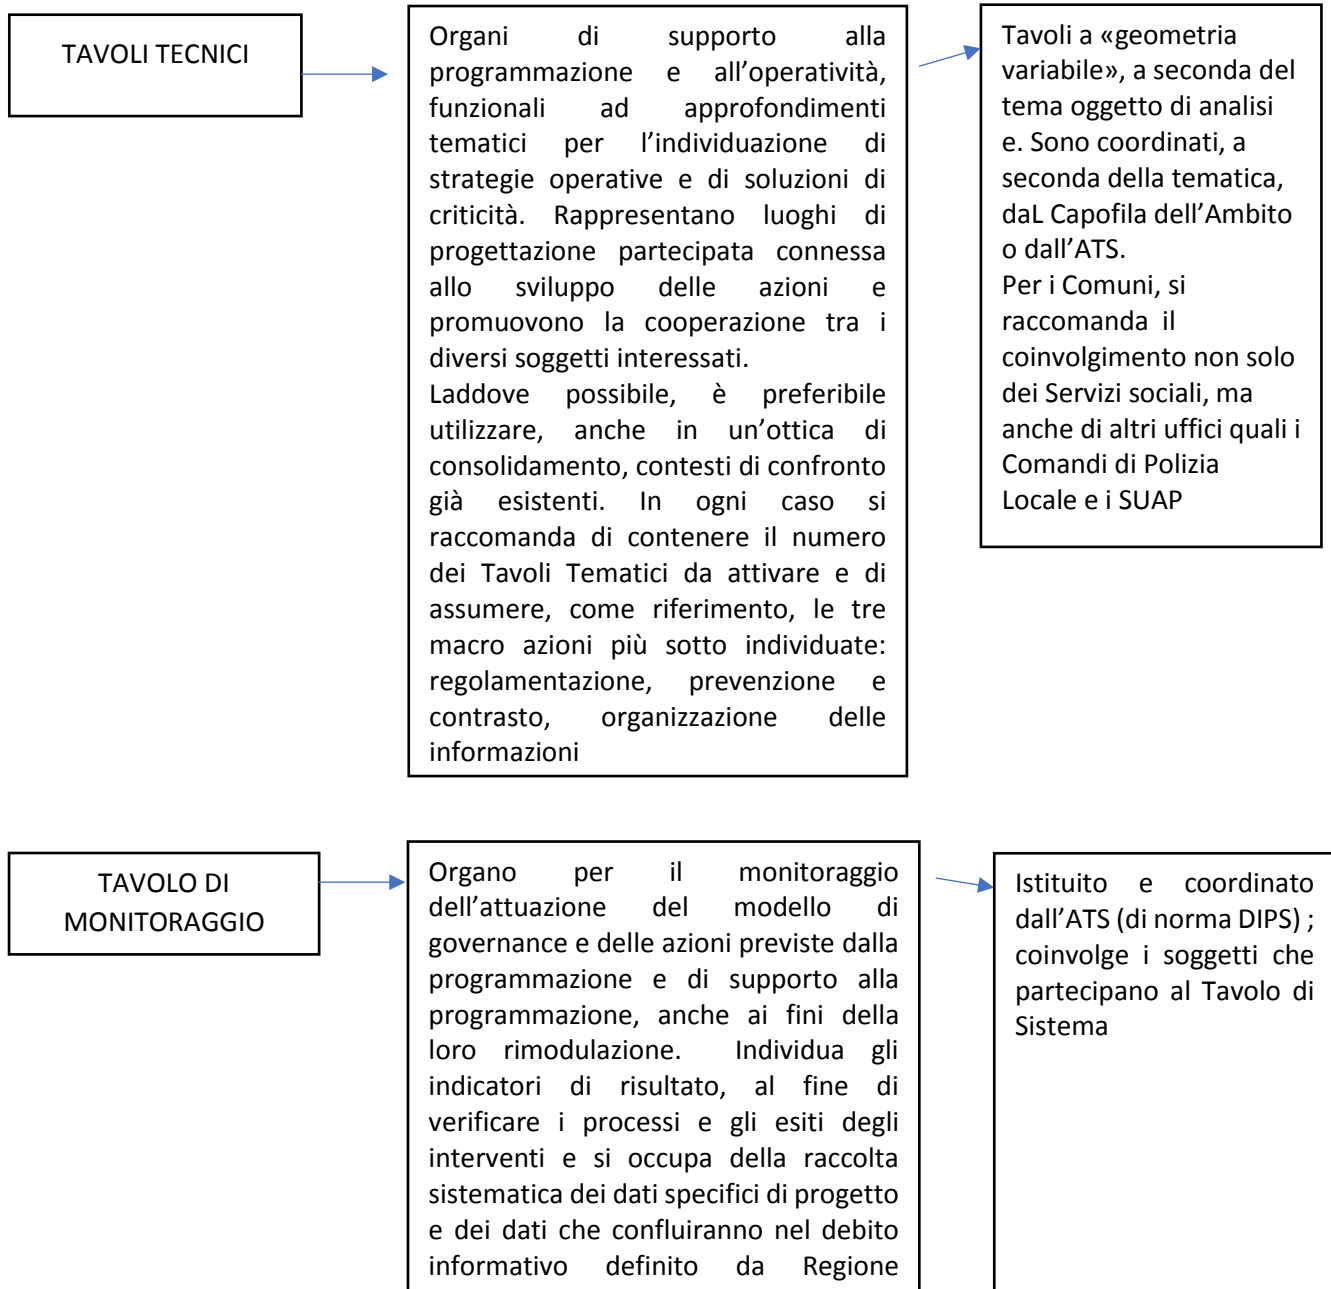 TAVOLI TECNICI
Organi di supporto alla
programmazione e all’operatività,
funzionali ad approfondimenti
tematici per l’individuazione di
strategie operative e di soluzioni di
criticità. Rappresentano luoghi di
progettazione partecipata connessa
allo sviluppo delle azioni e
promuovono la cooperazione tra i
diversi soggetti interessati.
Laddove possibile, è preferibile
utilizzare, anche in un’ottica di
consolidamento, contesti di confronto
già esistenti. In ogni caso si
raccomanda di contenere il numero
dei Tavoli Tematici da attivare e di
assumere, come riferimento, le tre
macro azioni più sotto individuate:
regolamentazione, prevenzione e
contrasto, organizzazione delle
informazioni
Tavoli a «geometria
variabile», a seconda del
tema oggetto di analisi
e. Sono coordinati, a
seconda della tematica,
daL Capofila dell’Ambito
o dall’ATS.
Per i Comuni, si
raccomanda il
coinvolgimento non solo
dei Servizi sociali, ma
anche di altri uffici quali i
Comandi di Polizia
Locale e i SUAP
TAVOLO DI
MONITORAGGIO
Organo per il monitoraggio
dell’attuazione del modello di
governance e delle azioni previste dalla
programmazione e di supporto alla
programmazione, anche ai fini della
loro rimodulazione. Individua gli
indicatori di risultato, al fine di
verificare i processi e gli esiti degli
interventi e si occupa della raccolta
sistematica dei dati specifici di progetto
e dei dati che confluiranno nel debito
informativo definito da Regione
Istituito e coordinato
dall’ATS (di norma DIPS) ;
coinvolge i soggetti che
partecipano al Tavolo di
Sistema